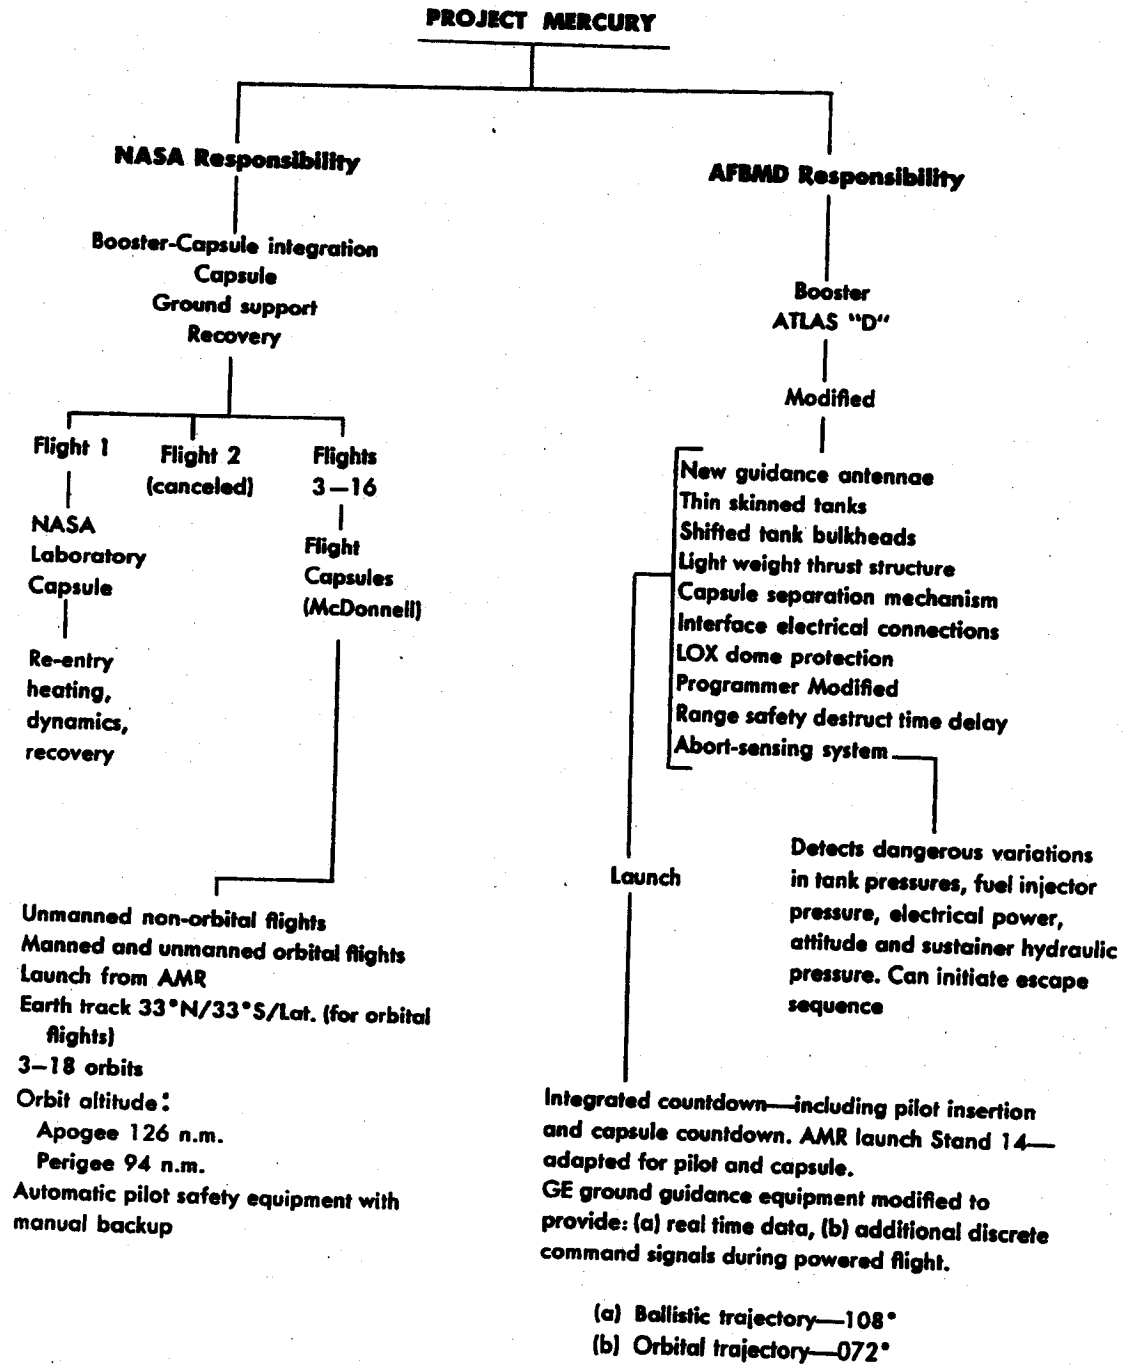 PROJECT MERCURY
NASA Responsibility
Booster-Capsule integration
Capsule
Ground support
Recovery
Flight 1
NASA
Laboratory
Capsule
Re-entry
heating,
dynamics,
recovery
Flight 2
(canceled)
Flights
3—16
Flight
Capsules
(McDonnell)
Unmanned non-orbital flights
Manned and unmanned orbital flights
Launch from AMR
Earth track 33°N/33°S/Lat. (for orbital
flights)
3—18 orbits
Orbit altitude:
Apogee 126 n.m.
Perigee 94 n.m.
Automatic pilot safety equipment with
manual backup
AFBMD Responsibility
Booster
ATLAS "D"
Modified
New guidance antennae
Thin skinned tanks
Shifted tank bulkheads
Light weight thrust structure
Capsule separation mechanism
Interface electrical connections
LOX dome protection
Programmer Modified
Range safety destruct time delay
Abort-sensing system
Detects dangerous variations
in tank pressures, fuel injector
pressure, electrical power,
attitude and sustainer hydraulic
pressure. Can initiate escape
sequence
Launch
Integrated countdown—including pilot insertion
and capsule countdown. AMR launch Stand 14—
adapted for pilot and capsule.
GE ground guidance equipment modified to
provide: (a) real time data, (b) additional discrete
command signals during powered flight.
(a) Ballistic trajectory—108°
(b) Orbital trajectory—072°